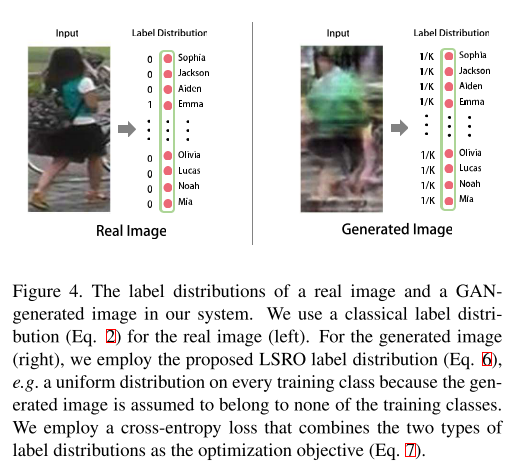 Input
Label Distribution
0 Sophia
0 Jackson
0 Aiden
1 Emma
0 Olivia
0 Lucas
0 Noah
0 Mia
Real Image
Input
Label Distribution
1/K Sophia
1/K Jackson
1/K Aiden
1/K Emma
1/K Olivia
1/K Lucas
1/K Noah
1/K Mia
Generated Image
Figure 4. The label distributions of a real image and a GAN-
generated image in our system. We use a classical label distri-
bution (Eq. 2) for the real image (left). For the generated image
(right), we employ the proposed LSRO label distribution (Eq. 6),
e.g. a uniform distribution on every training class because the gen-
erated image is assumed to belong to none of the training classes.
We employ a cross-entropy loss that combines the two types of
label distributions as the optimization objective (Eq. 7).